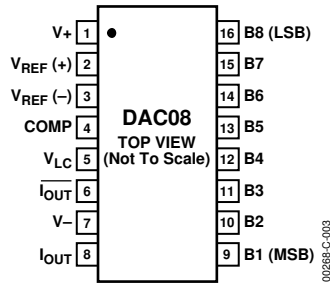 V+ 1
VREF (+) 2
VREF (–) 3
COMP 4
VLC 5
I̅O̅U̅T̅ 6
V– 7
IOUT 8
DAC08
TOP VIEW
(Not To Scale)
16 B8 (LSB)
15 B7
14 B6
13 B5
12 B4
11 B3
10 B2
9 B1 (MSB)
00268-C-003